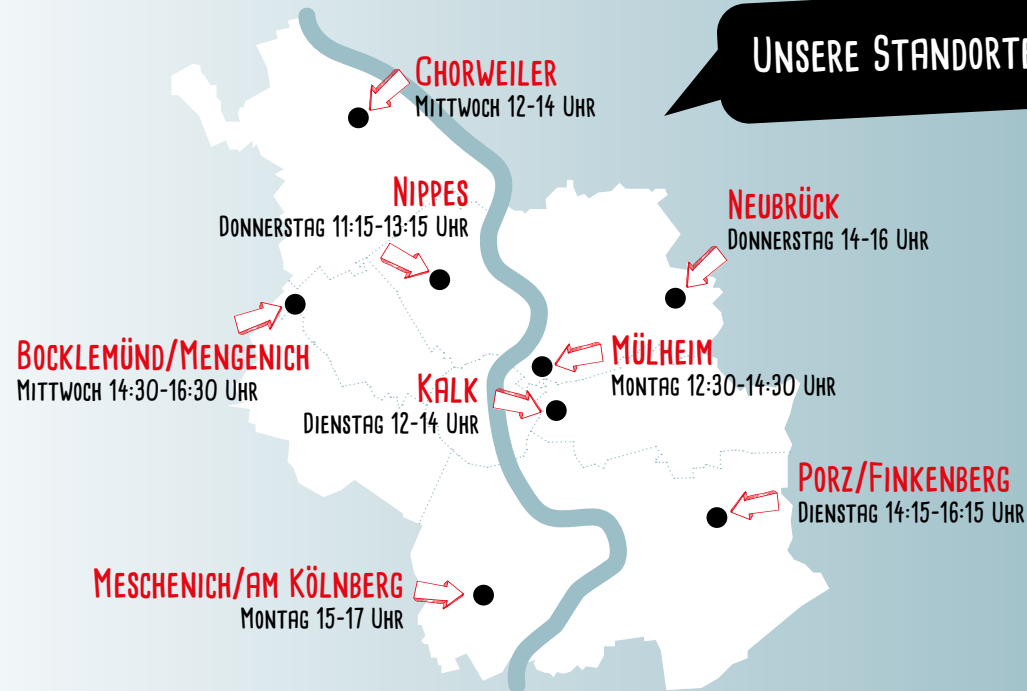 UNSERE STANDORTE
CHORWEILER
MITTWOCH 12-14 UHR
NIPPES
DONNERSTAG 11:15-13:15 UHR
NEUBRÜCK
DONNERSTAG 14-16 UHR
BOCKLEMÜND/MENGENICH
MITTWOCH 14:30-16:30 UHR
MÜLHEIM
MONTAG 12:30-14:30 UHR
KALK
DIENSTAG 12-14 UHR
PORZ/FINKENBERG
DIENSTAG 14:15-16:15 UHR
MESCHENICH/AM KÖLNBERG
MONTAG 15-17 UHR